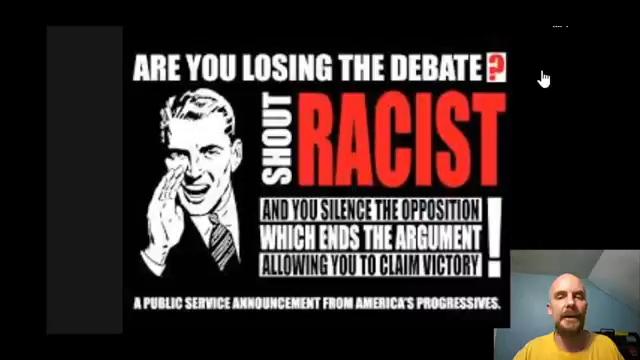 ARE YOU LOSING THE DEBATE?
SHOUT
RACIST
AND YOU SILENCE THE OPPOSITION
WHICH ENDS THE ARGUMENT
ALLOWING YOU TO CLAIM VICTORY!
A PUBLIC SERVICE ANNOUNCEMENT FROM AMERICA'S PROGRESSIVES.